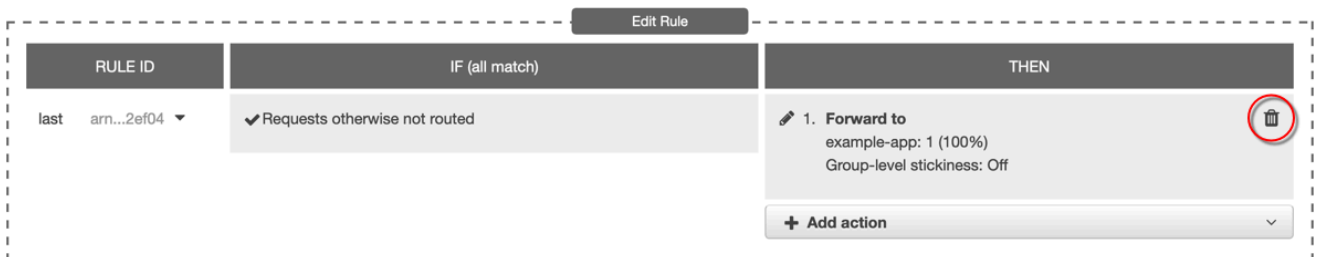 Edit Rule
RULE ID IF (all match) THEN
last arn...2ef04 Requests otherwise not routed 1. Forward to
example-app: 1 (100%)
Group-level stickiness: Off
Add action